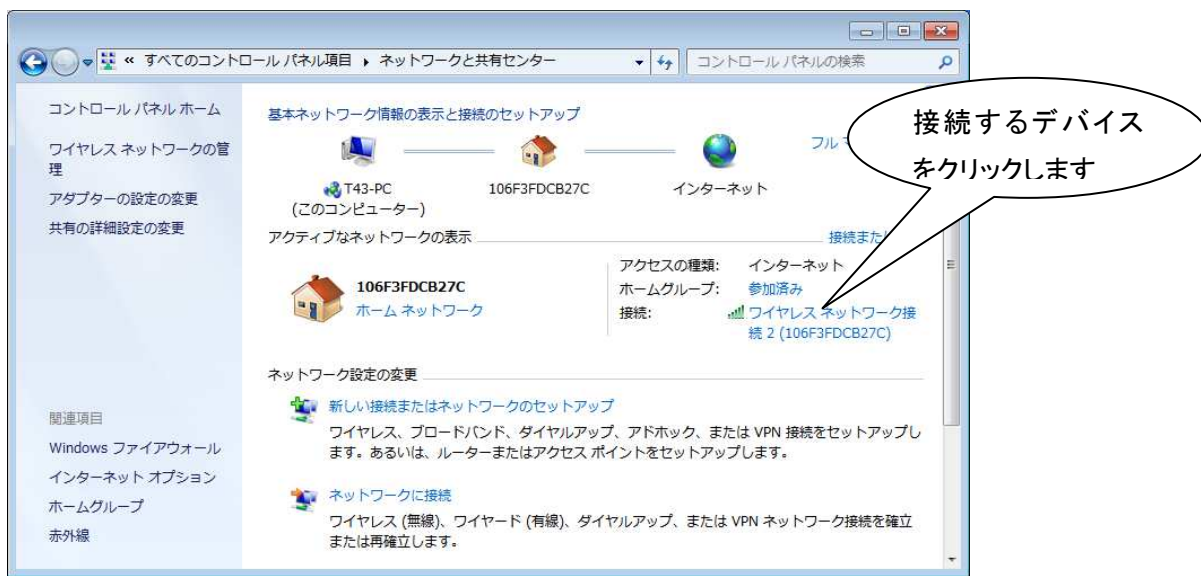 « すべてのコントロール パネル項目 ▸ ネットワークと共有センター
コントロール パネルの検索
コントロール パネル ホーム
ワイヤレス ネットワークの管
理
アダプターの設定の変更
共有の詳細設定の変更
基本ネットワーク情報の表示と接続のセットアップ
フル マ
T43-PC
(このコンピューター)
106F3FDCB27C
インターネット
接続するデバイス
をクリックします
アクティブなネットワークの表示
接続また
106F3FDCB27C
ホーム ネットワーク
アクセスの種類: インターネット
ホームグループ: 参加済み
接続: ワイヤレス ネットワーク接
続 2 (106F3FDCB27C)
ネットワーク設定の変更
新しい接続またはネットワークのセットアップ
ワイヤレス、ブロードバンド、ダイヤルアップ、アドホック、または VPN 接続をセットアップし
ます。あるいは、ルーターまたはアクセス ポイントをセットアップします。
ネットワークに接続
ワイヤレス (無線)、ワイヤード (有線)、ダイヤルアップ、または VPN ネットワーク接続を確立
または再確立します。
関連項目
Windows ファイアウォール
インターネット オプション
ホームグループ
赤外線